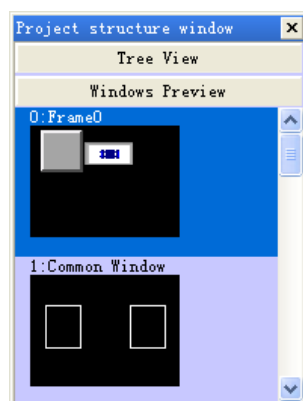 Project structure window
Tree View
Windows Preview
0:Frame0
1:Common Window